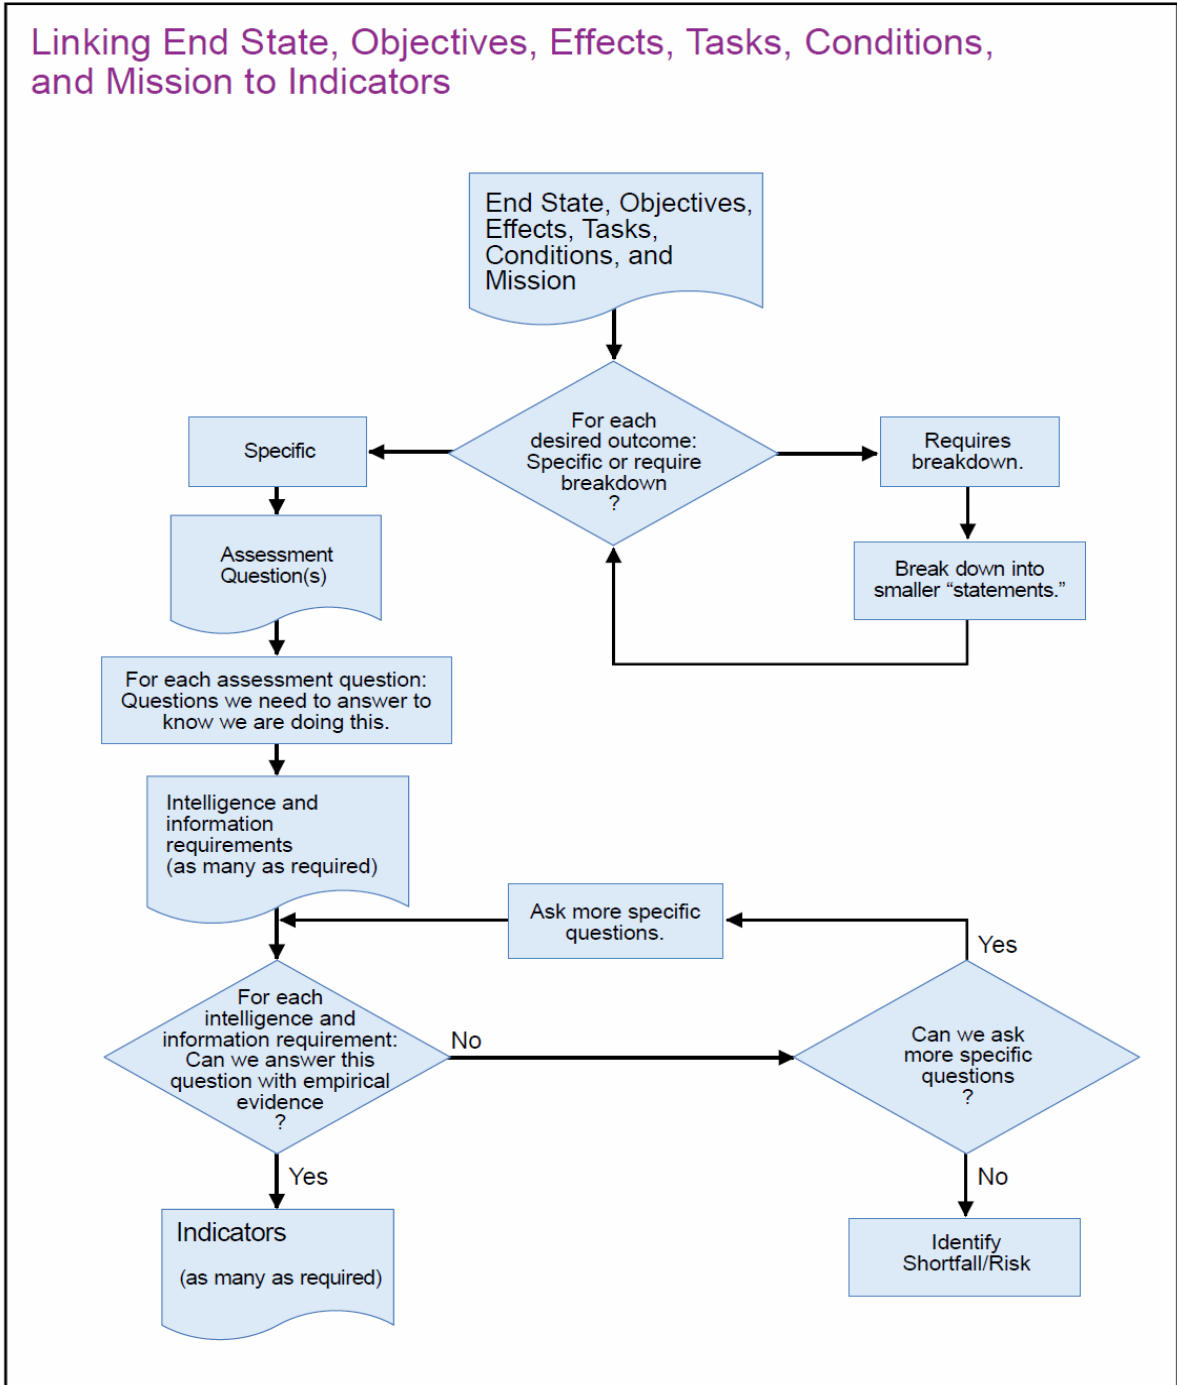 Linking End State, Objectives, Effects, Tasks, Conditions,
and Mission to Indicators
End State, Objectives,
Effects, Tasks,
Conditions, and
Mission
For each
desired outcome:
Specific or require
breakdown
?
Specific
Requires
breakdown.
Assessment
Question(s)
Break down into
smaller “statements.”
For each assessment question:
Questions we need to answer to
know we are doing this.
Intelligence and
information
requirements
(as many as required)
Ask more specific
questions.
Yes
For each
intelligence and
information requirement:
Can we answer this
question with empirical
evidence
?
No
Can we ask
more specific
questions
?
Yes
No
Indicators
(as many as required)
Identify
Shortfall/Risk